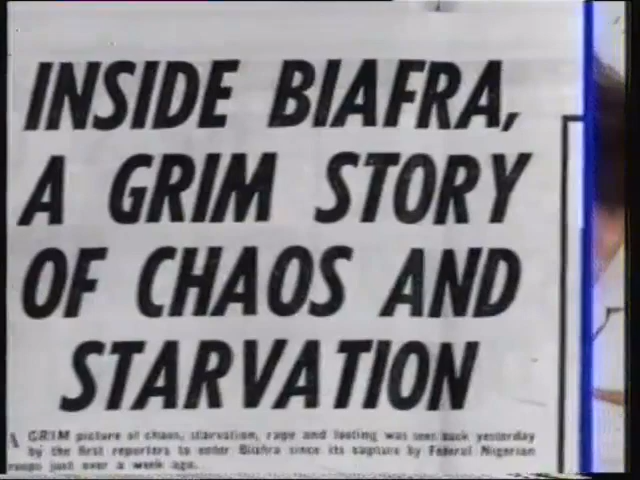 INSIDE BIAFRA,
A GRIM STORY
OF CHAOS AND
STARVATION
A GRIM picture of chaos, starvation, rape and looting was sent back yesterday
by the first reporters to enter Biafra since its capture by Federal Nigerian
troops just over a week ago.